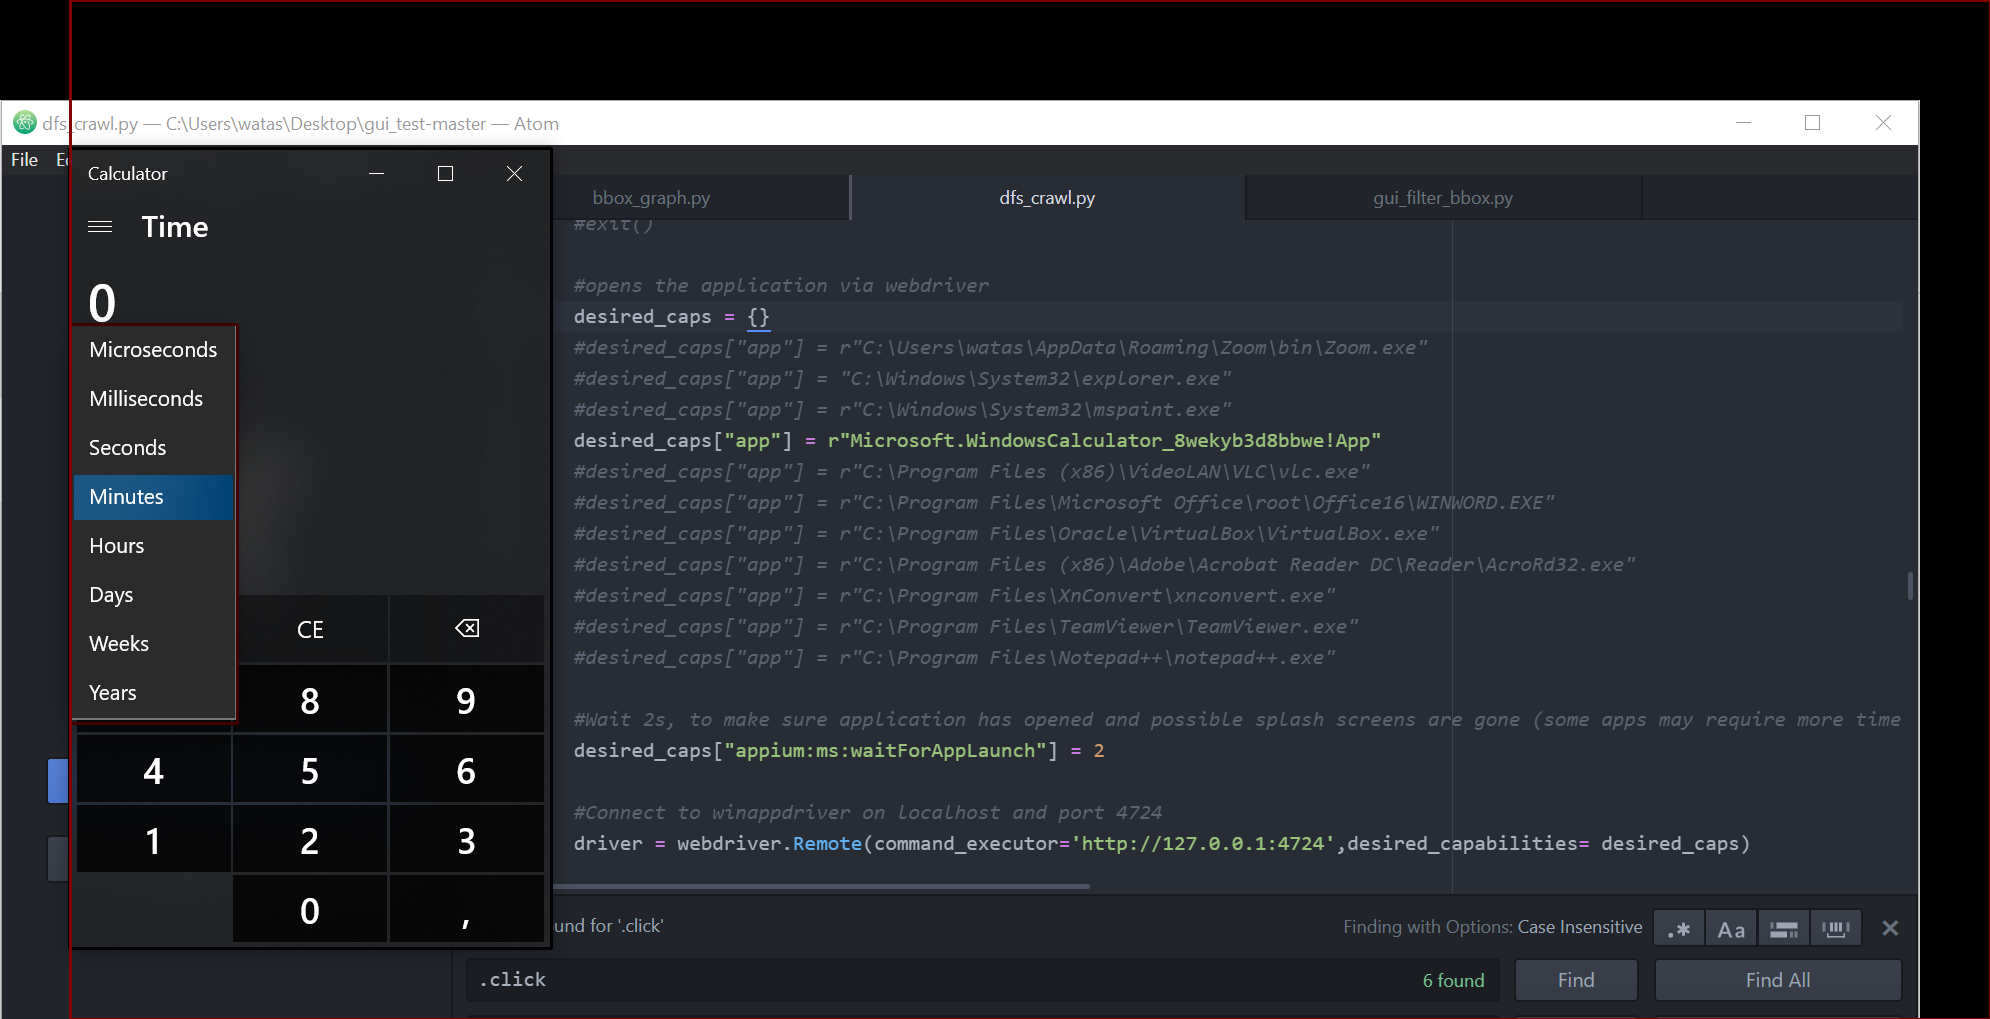 dfs_crawl.py — C:\Users\watas\Desktop\gui_test-master — Atom
File
Calculator
Time
0
Microseconds
Milliseconds
Seconds
Minutes
Hours
Days
Weeks
Years
CE
8
9
4
5
6
1
2
3
0
,
bbox_graph.py
dfs_crawl.py
gui_filter_bbox.py
#exit()
#opens the application via webdriver
desired_caps = {}
#desired_caps["app"] = r"C:\Users\watas\AppData\Roaming\Zoom\bin\Zoom.exe"
#desired_caps["app"] = "C:\Windows\System32\explorer.exe"
#desired_caps["app"] = r"C:\Windows\System32\mspaint.exe"
desired_caps["app"] = r"Microsoft.WindowsCalculator_8wekyb3d8bbwe!App"
#desired_caps["app"] = r"C:\Program Files (x86)\VideoLAN\VLC\vlc.exe"
#desired_caps["app"] = r"C:\Program Files\Microsoft Office\root\Office16\WINWORD.EXE"
#desired_caps["app"] = r"C:\Program Files\Oracle\VirtualBox\VirtualBox.exe"
#desired_caps["app"] = r"C:\Program Files (x86)\Adobe\Acrobat Reader DC\Reader\AcroRd32.exe"
#desired_caps["app"] = r"C:\Program Files\XnConvert\xnconvert.exe"
#desired_caps["app"] = r"C:\Program Files\TeamViewer\TeamViewer.exe"
#desired_caps["app"] = r"C:\Program Files\Notepad++\notepad++.exe"
#Wait 2s, to make sure application has opened and possible splash screens are gone (some apps may require more time
desired_caps["appium:ms:waitForAppLaunch"] = 2
#Connect to winappdriver on localhost and port 4724
driver = webdriver.Remote(command_executor='http://127.0.0.1:4724',desired_capabilities= desired_caps)
und for '.click'
Finding with Options: Case Insensitive
.* Aa
.click
6 found
Find
Find All